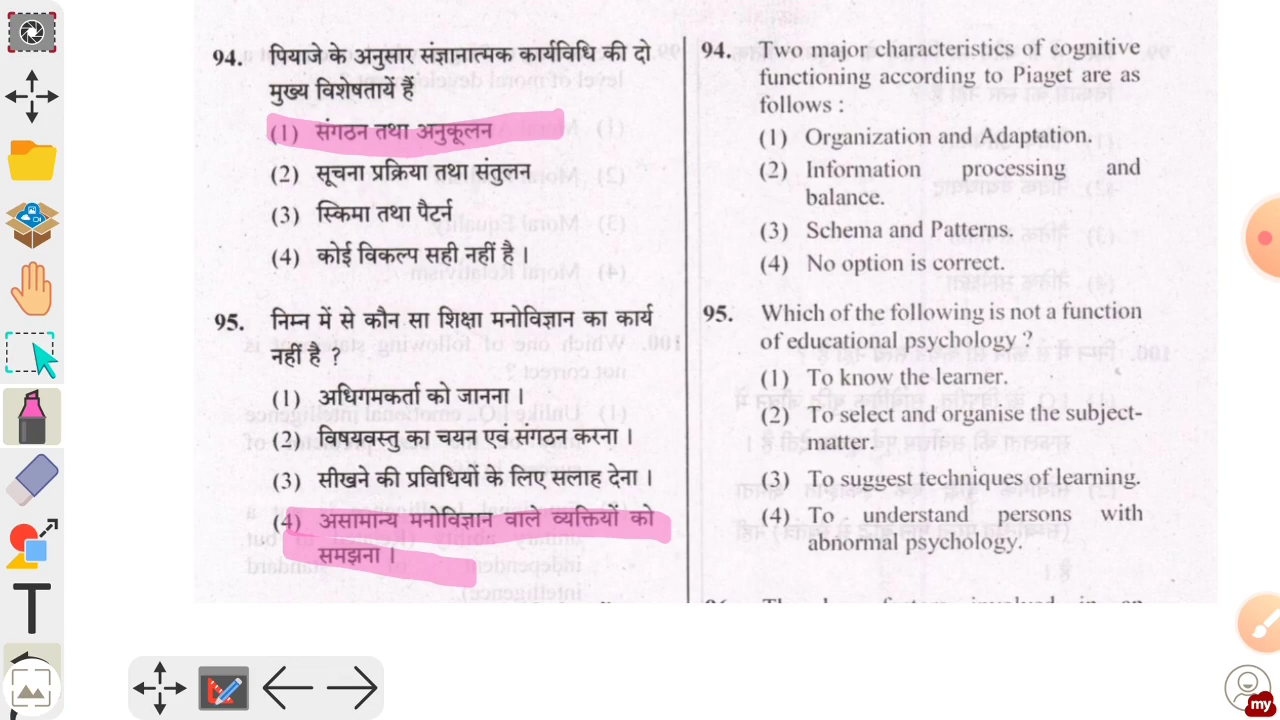 94. पियाजे के अनुसार संज्ञानात्मक कार्यविधि की दो
मुख्य विशेषतायें हैं
(1) संगठन तथा अनुकूलन
(2) सूचना प्रक्रिया तथा संतुलन
(3) स्किमा तथा पैटर्न
(4) कोई विकल्प सही नहीं है ।
95. निम्न में से कौन सा शिक्षा मनोविज्ञान का कार्य
नहीं है ?
(1) अधिगमकर्ता को जानना ।
(2) विषयवस्तु का चयन एवं संगठन करना ।
(3) सीखने की प्रविधियों के लिए सलाह देना ।
(4) असामान्य मनोविज्ञान वाले व्यक्तियों को
समझना ।
94. Two major characteristics of cognitive
functioning according to Piaget are as
follows :
(1) Organization and Adaptation.
(2) Information processing and
balance.
(3) Schema and Patterns.
(4) No option is correct.
95. Which of the following is not a function
of educational psychology ?
(1) To know the learner.
(2) To select and organise the subject-
matter.
(3) To suggest techniques of learning.
(4) To understand persons with
abnormal psychology.
T
my